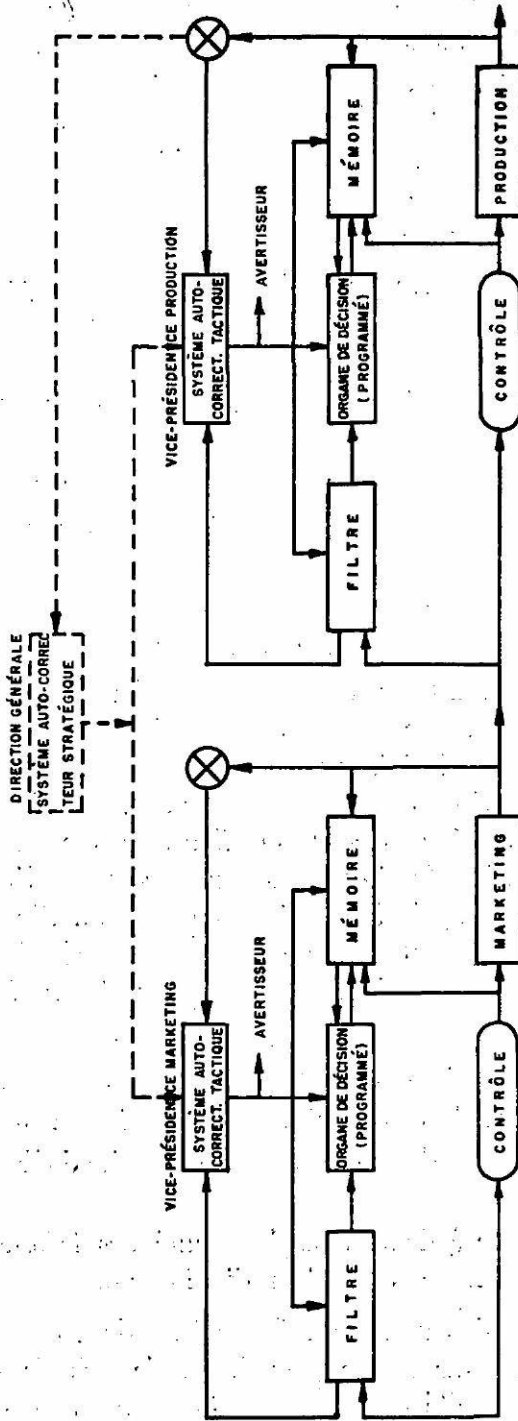 DIRECTION GÉNÉRALE
SYSTÈME AUTO-CORREC
TEUR STRATÉGIQUE
VICE-PRÉSIDENCE MARKETING
SYSTÈME AUTO-
CORRECT. TACTIQUE
AVERTISSEUR
FILTRE
ORGANE DE DÉCISION
(PROGRAMMÉ)
MÉMOIRE
CONTRÔLE
MARKETING
VICE-PRÉSIDENCE PRODUCTION
SYSTÈME AUTO-
CORRECT. TACTIQUE
AVERTISSEUR
FILTRE
ORGANE DE DÉCISION
(PROGRAMMÉ)
MÉMOIRE
CONTRÔLE
PRODUCTION